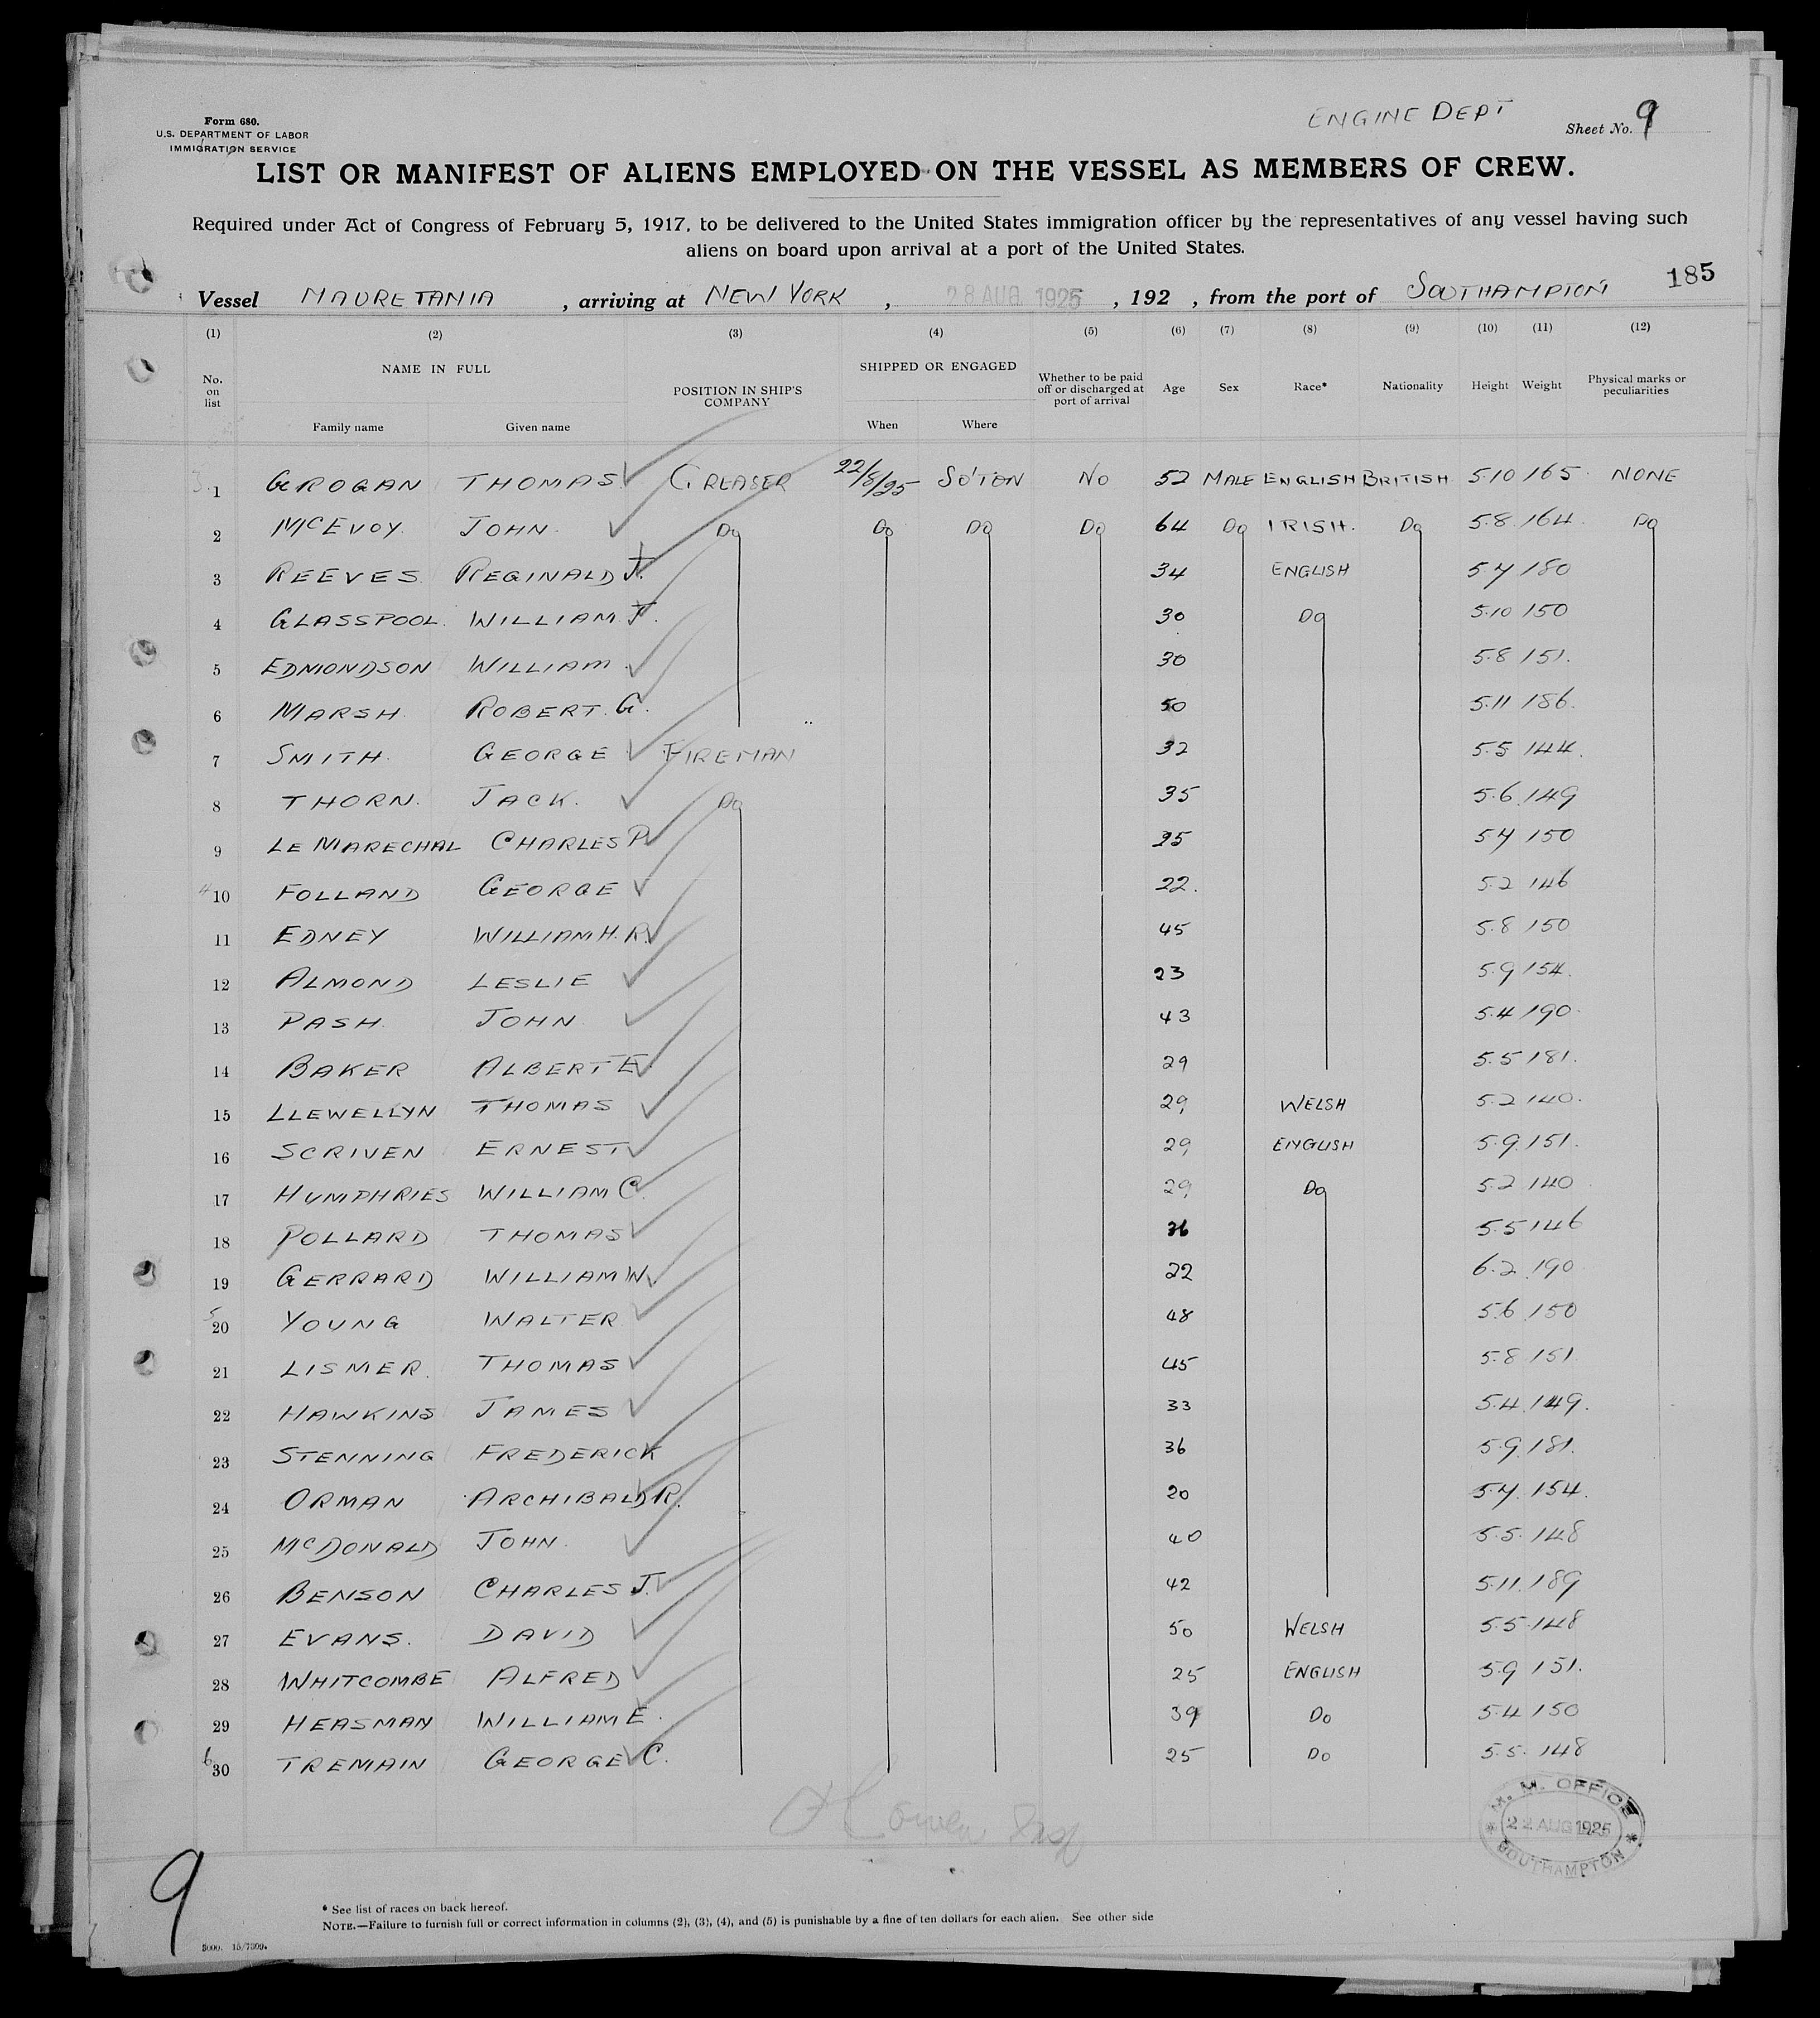 Form 680.
U.S. DEPARTMENT OF LABOR
IMMIGRATION SERVICE
ENGINE DEPT
Sheet No. 9
LIST OR MANIFEST OF ALIENS EMPLOYED ON THE VESSEL AS MEMBERS OF CREW.
Required under Act of Congress of February 5, 1917, to be delivered to the United States immigration officer by the representatives of any vessel having such
aliens on board upon arrival at a port of the United States.
185
Vessel MAURETANIA, arriving at NEW YORK, 28 AUG 1925, 192 , from the port of SOUTHAMPTON
(1) (2) (3) (4) (5) (6) (7) (8) (9) (10) (11) (12)
No. on list NAME IN FULL Family name Given name POSITION IN SHIP'S COMPANY SHIPPED OR ENGAGED When Where Whether to be paid off or discharged at port of arrival Age Sex Race* Nationality Height Weight Physical marks or peculiarities
1 GROGAN THOMAS GREASER 22/8/25 SO'TON NO 52 MALE ENGLISH BRITISH 5.10 165 NONE
2 McEVOY. JOHN. Do Do Do Do 64 Do IRISH. Do 5.8 164 Do
3 REEVES REGINALD J. 34 ENGLISH 5.7 180
4 GLASSPOOL. WILLIAM. J. 30 Do 5.10 150
5 EDMONDSON WILLIAM. 30 5.8 151.
6 MARSH ROBERT. G. 50 5.11 186.
7 SMITH. GEORGE FIREMAN 32 5.5 144.
8 THORN. JACK. Do 35 5.6 149
9 LE MARECHAL CHARLES P. 25 5.7 150
10 FOLLAND GEORGE 22. 5.2 146
11 EDNEY WILLIAM H. R. 45 5.8 150
12 ALMOND LESLIE 23 5.9 154.
13 PASH JOHN 43 5.4 190.
14 BAKER ALBERT E. 29 5.5 181.
15 LLEWELLYN THOMAS 29 WELSH 5.2 140.
16 SCRIVEN ERNEST 29 ENGLISH 5.9 151.
17 HUMPHRIES WILLIAM C. 29 Do 5.2 140
18 POLLARD THOMAS 36 5.5 146
19 GERRARD WILLIAM W. 22 6.2 190
20 YOUNG WALTER 48 5.6 150
21 LISMER. THOMAS 45 5.8 151
22 HAWKINS JAMES 33 5.4 149.
23 STENNING FREDERICK 36 5.9 181.
24 ORMAN ARCHIBALD R. 20 5.7 154.
25 McDONALD JOHN 40 5.5 148
26 BENSON CHARLES J. 42 5.11 189
27 EVANS. DAVID 50 WELSH 5.5 148
28 WHITCOMBE ALFRED 25 ENGLISH 5.9 151.
29 HEASMAN WILLIAM E. 39 Do 5.4 150
30 TREMAIN GEORGE C. 25 Do 5.5 148
M. M. OFFICE
22 AUG 1925
SOUTHAMPTON
9
* See list of races on back hereof.
NOTE.—Failure to furnish full or correct information in columns (2), (3), (4), and (5) is punishable by a fine of ten dollars for each alien. See other side